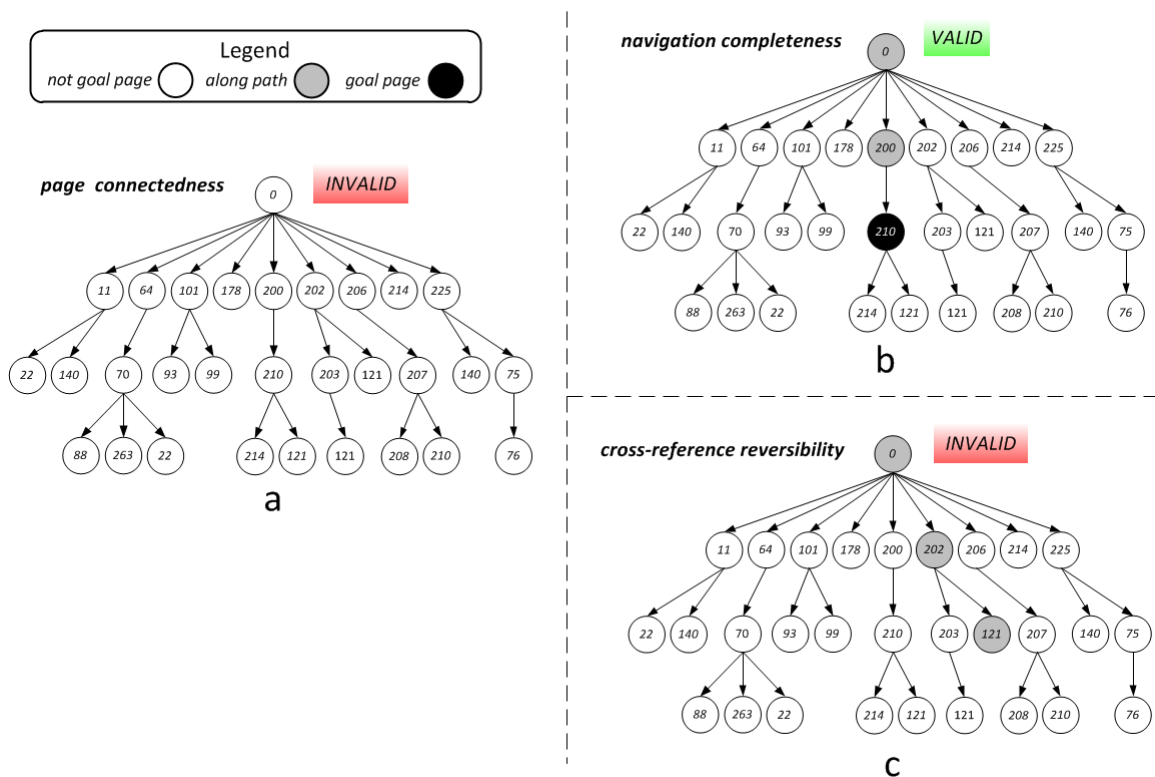 Legend
not goal page along path goal page
page connectedness INVALID
0
11 64 101 178 200 202 206 214 225
22 140 70 93 99 210 203 121 207 140 75
88 263 22 214 121 121 208 210 76
a
navigation completeness VALID
0
11 64 101 178 200 202 206 214 225
22 140 70 93 99 210 203 121 207 140 75
88 263 22 214 121 121 208 210 76
b
cross-reference reversibility INVALID
0
11 64 101 178 200 202 206 214 225
22 140 70 93 99 210 203 121 207 140 75
88 263 22 214 121 121 208 210 76
c